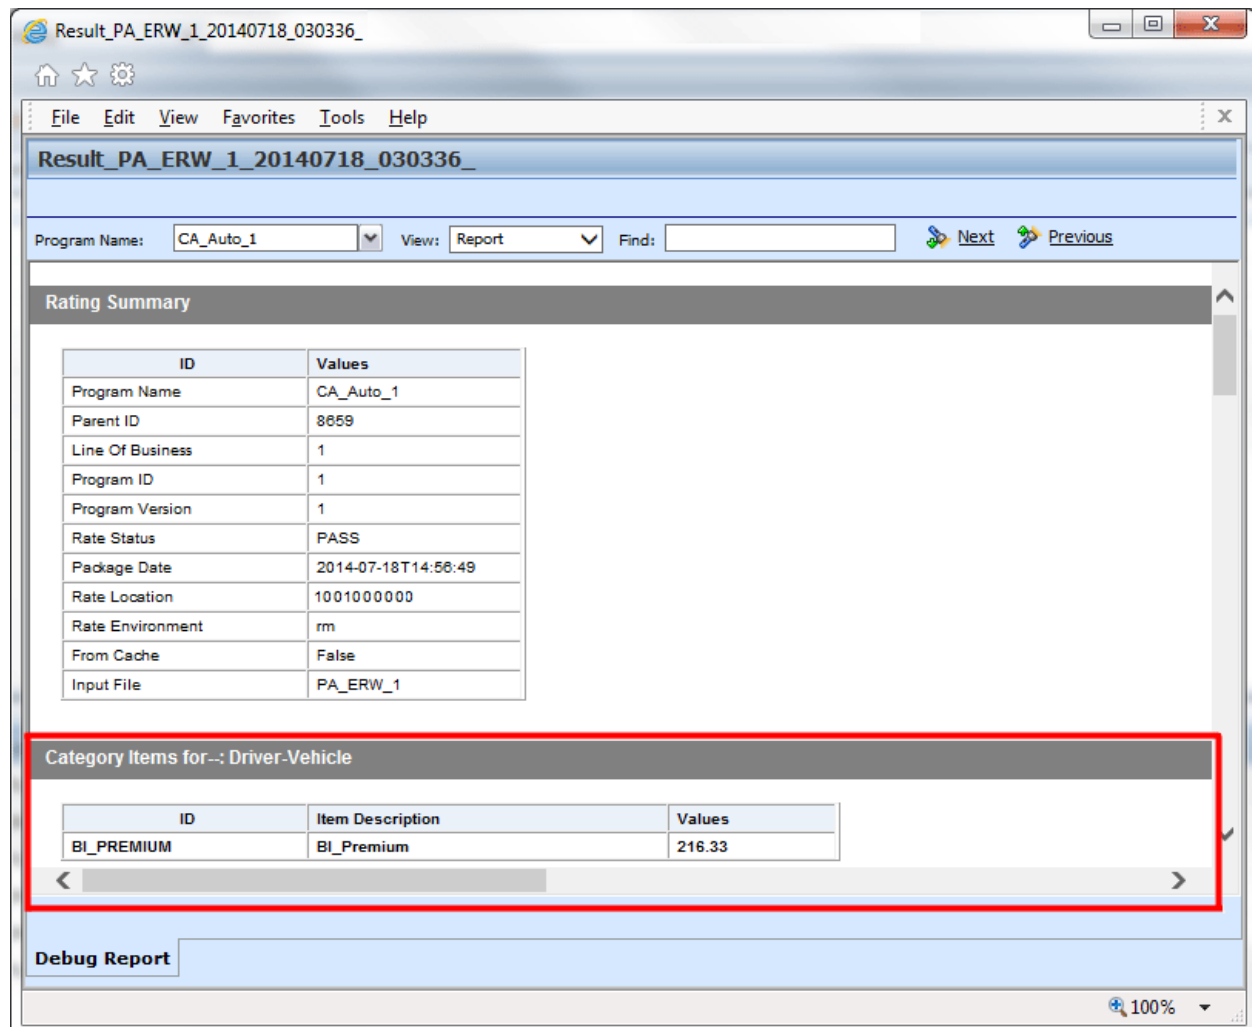 Result_PA_ERW_1_20140718_030336_
File Edit View Favorites Tools Help X
Result_PA_ERW_1_20140718_030336_
Program Name: CA_Auto_1 View: Report Find: Next Previous
Rating Summary
ID Values
Program Name CA_Auto_1
Parent ID 8659
Line Of Business 1
Program ID 1
Program Version 1
Rate Status PASS
Package Date 2014-07-18T14:56:49
Rate Location 1001000000
Rate Environment rm
From Cache False
Input File PA_ERW_1
Category Items for--: Driver-Vehicle
ID Item Description Values
BI_PREMIUM BI_Premium 216.33
Debug Report
100%